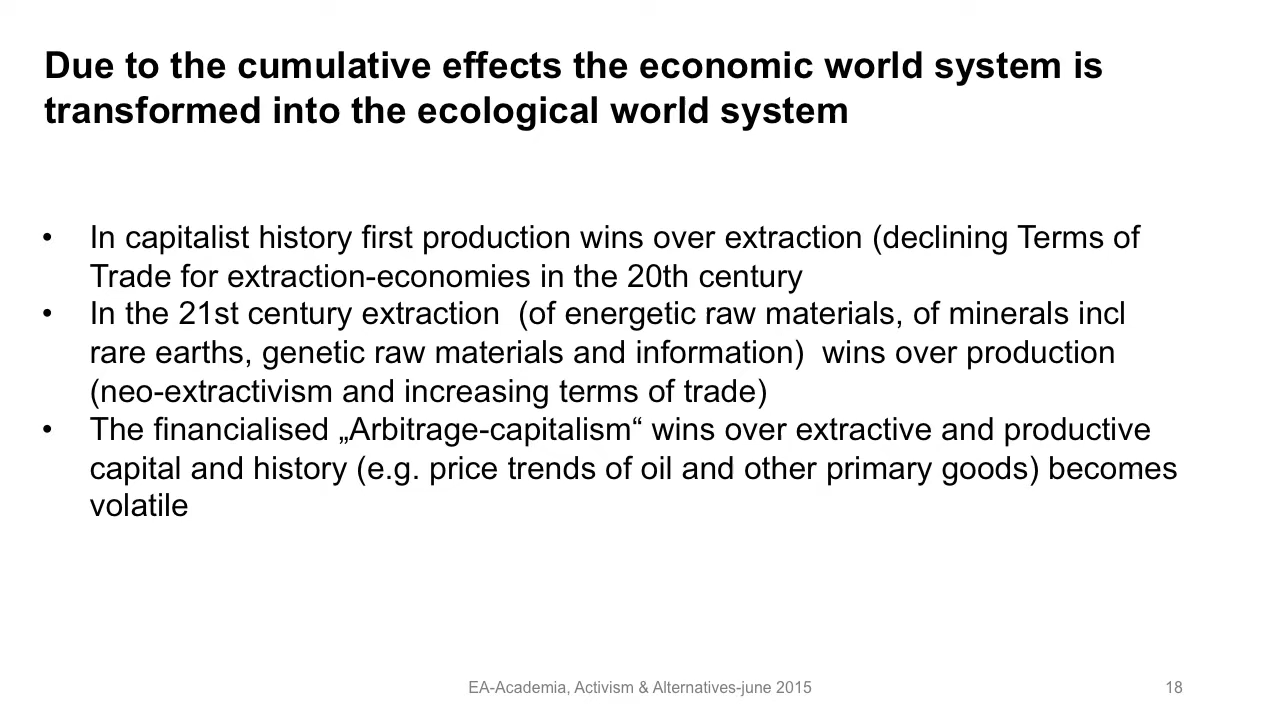 Due to the cumulative effects the economic world system is
transformed into the ecological world system
• In capitalist history first production wins over extraction (declining Terms of
Trade for extraction-economies in the 20th century
• In the 21st century extraction  (of energetic raw materials, of minerals incl
rare earths, genetic raw materials and information)  wins over production
(neo-extractivism and increasing terms of trade)
• The financialised „Arbitrage-capitalism“ wins over extractive and productive
capital and history (e.g. price trends of oil and other primary goods) becomes
volatile
EA-Academia, Activism & Alternatives-june 2015
18